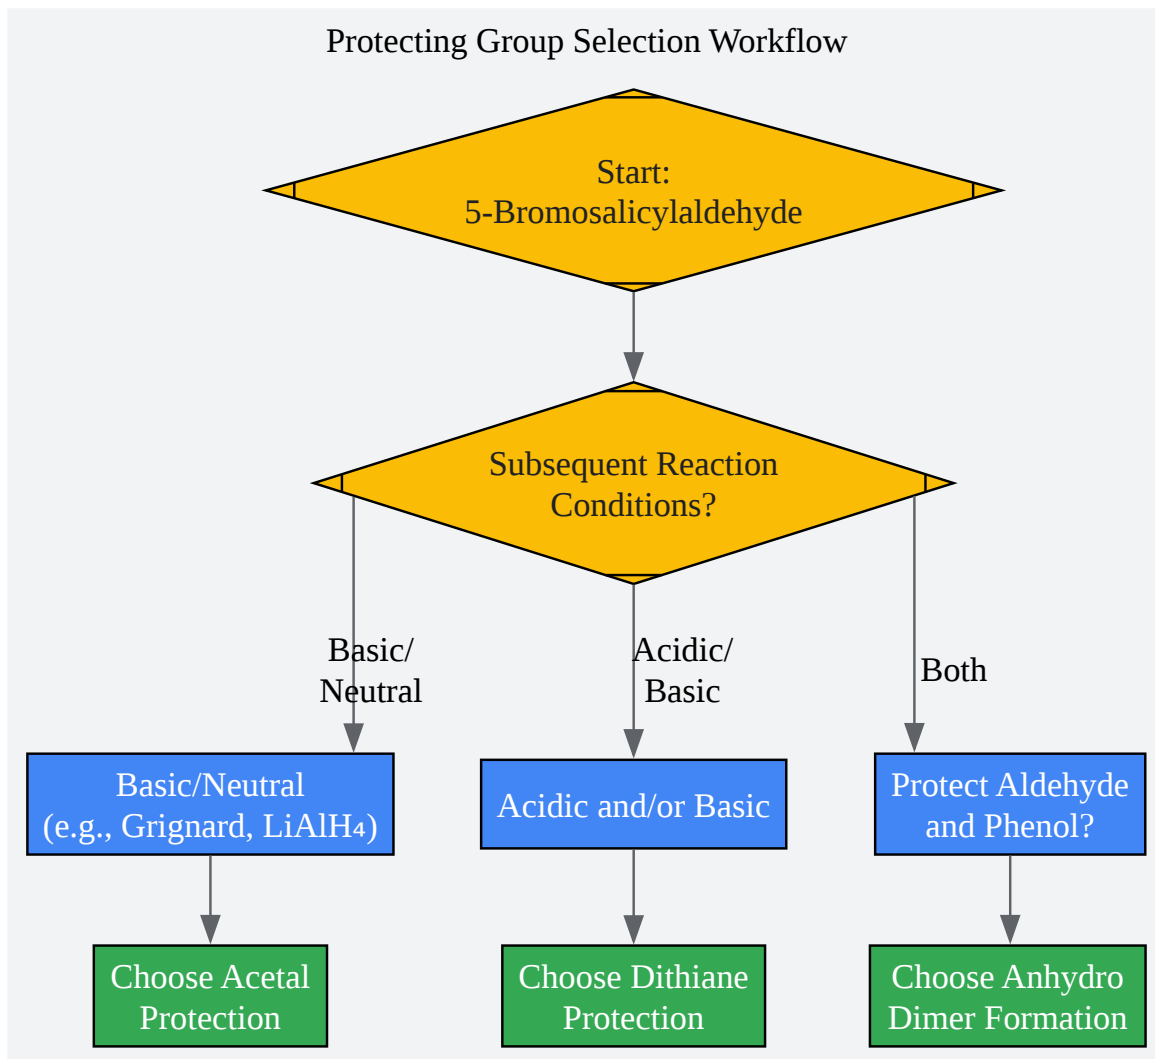 Protecting Group Selection Workflow
Start:
5-Bromosalicylaldehyde
Subsequent Reaction
Conditions?
Basic/
Neutral
Acidic/
Basic
Both
Basic/Neutral
(e.g., Grignard, LiAlH₄)
Acidic and/or Basic
Protect Aldehyde
and Phenol?
Choose Acetal
Protection
Choose Dithiane
Protection
Choose Anhydro
Dimer Formation